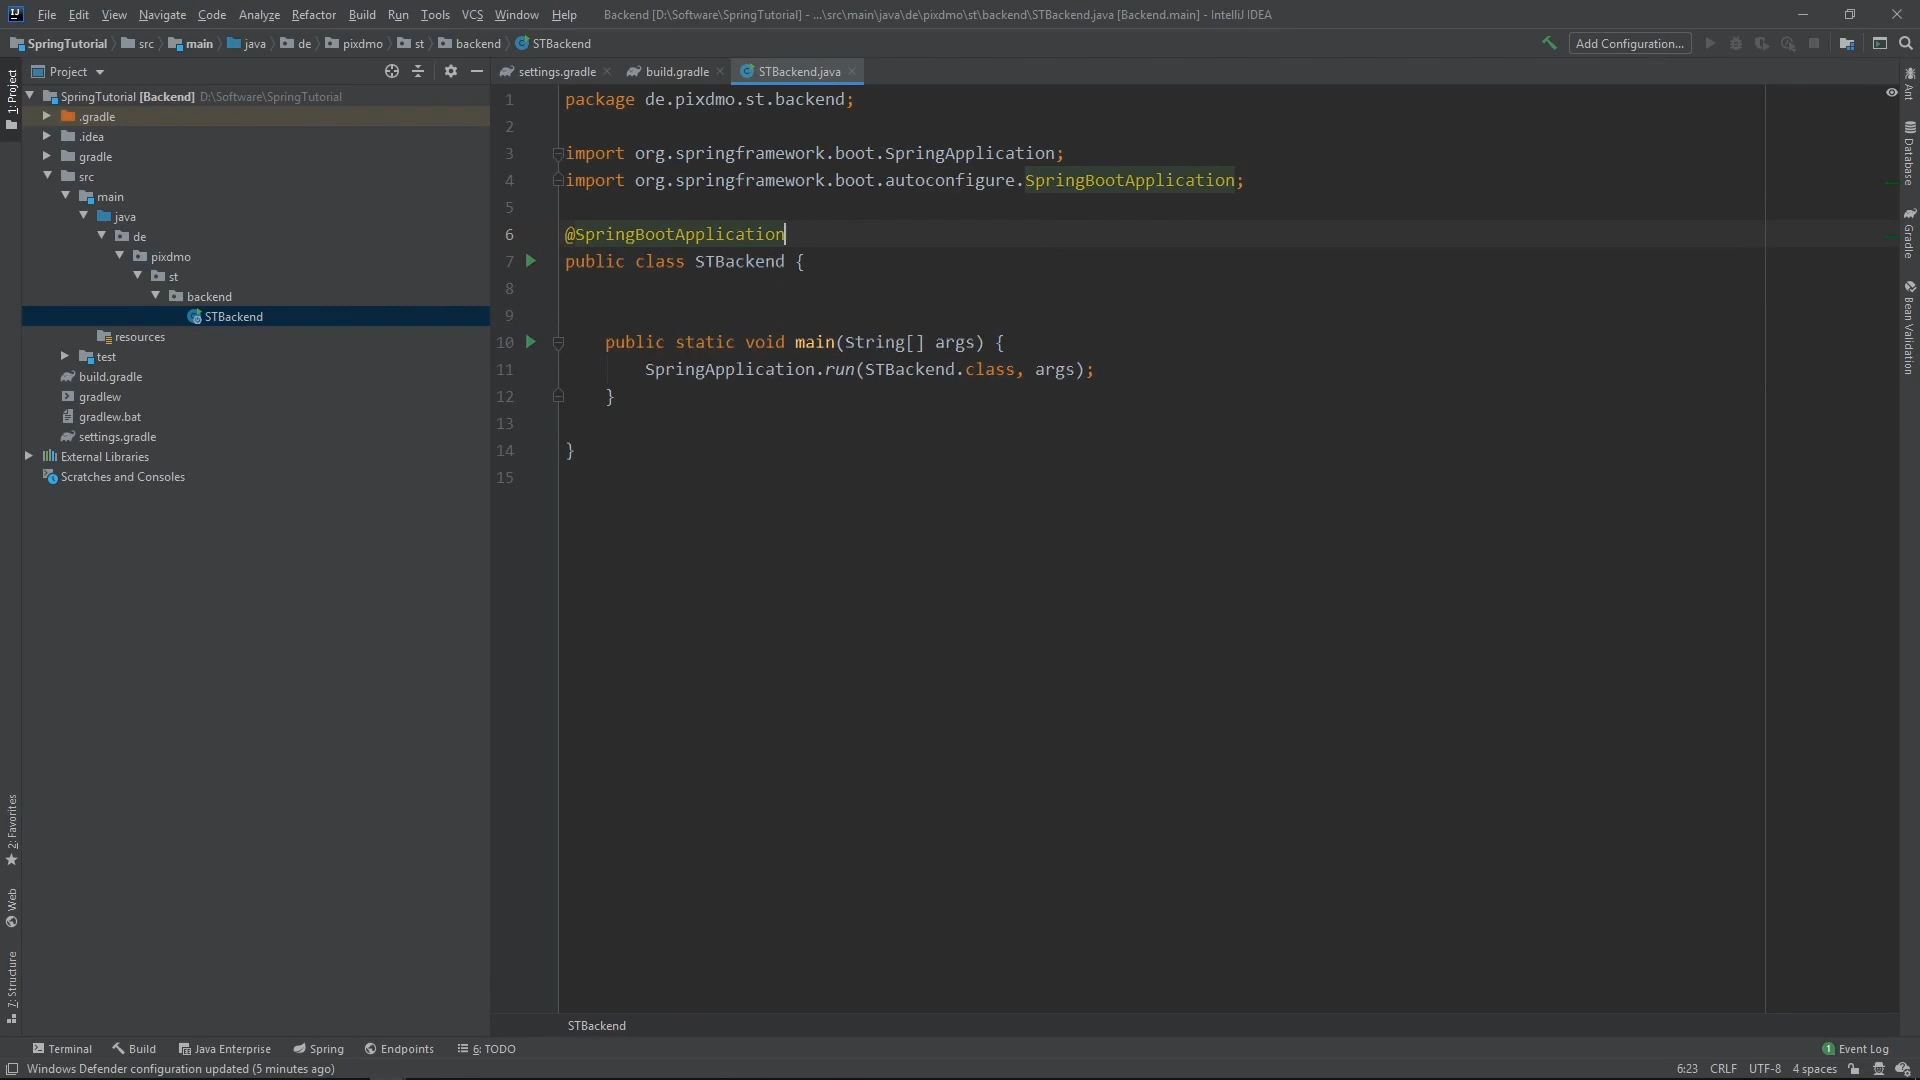 File Edit View Navigate Code Analyze Refactor Build Run Tools VCS Window Help Backend [D:\Software\SpringTutorial] - ...\src\main\java\de\pixdmo\st\backend\STBackend.java [Backend.main] - IntelliJ IDEA
SpringTutorial src main java de pixdmo st backend STBackend Add Configuration...
Project settings.gradle build.gradle STBackend.java
1: Project
SpringTutorial [Backend] D:\Software\SpringTutorial
.gradle
.idea
gradle
src
main
java
de
pixdmo
st
backend
STBackend
resources
test
build.gradle
gradlew
gradlew.bat
settings.gradle
External Libraries
Scratches and Consoles
1 package de.pixdmo.st.backend;
2
3 import org.springframework.boot.SpringApplication;
4 import org.springframework.boot.autoconfigure.SpringBootApplication;
5
6 @SpringBootApplication
7 public class STBackend {
8
9
10 public static void main(String[] args) {
11 SpringApplication.run(STBackend.class, args);
12 }
13
14 }
15
Ant
Database
Gradle
Bean Validation
2: Favorites
Web
7: Structure
STBackend
Terminal Build Java Enterprise Spring Endpoints 6: TODO 1 Event Log
Windows Defender configuration updated (5 minutes ago) 6:23 CRLF UTF-8 4 spaces